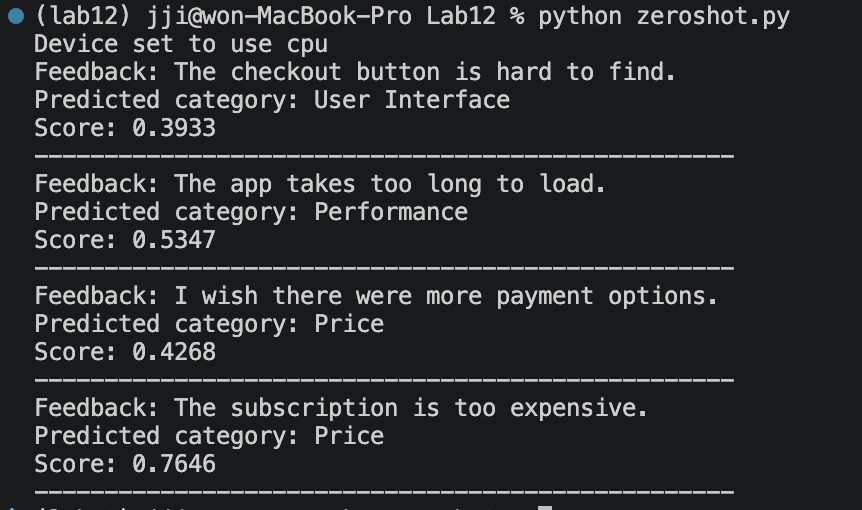 (lab12) jji@won-MacBook-Pro Lab12 % python zeroshot.py
Device set to use cpu
Feedback: The checkout button is hard to find.
Predicted category: User Interface
Score: 0.3933
--------------------------------------------------
Feedback: The app takes too long to load.
Predicted category: Performance
Score: 0.5347
--------------------------------------------------
Feedback: I wish there were more payment options.
Predicted category: Price
Score: 0.4268
--------------------------------------------------
Feedback: The subscription is too expensive.
Predicted category: Price
Score: 0.7646
--------------------------------------------------